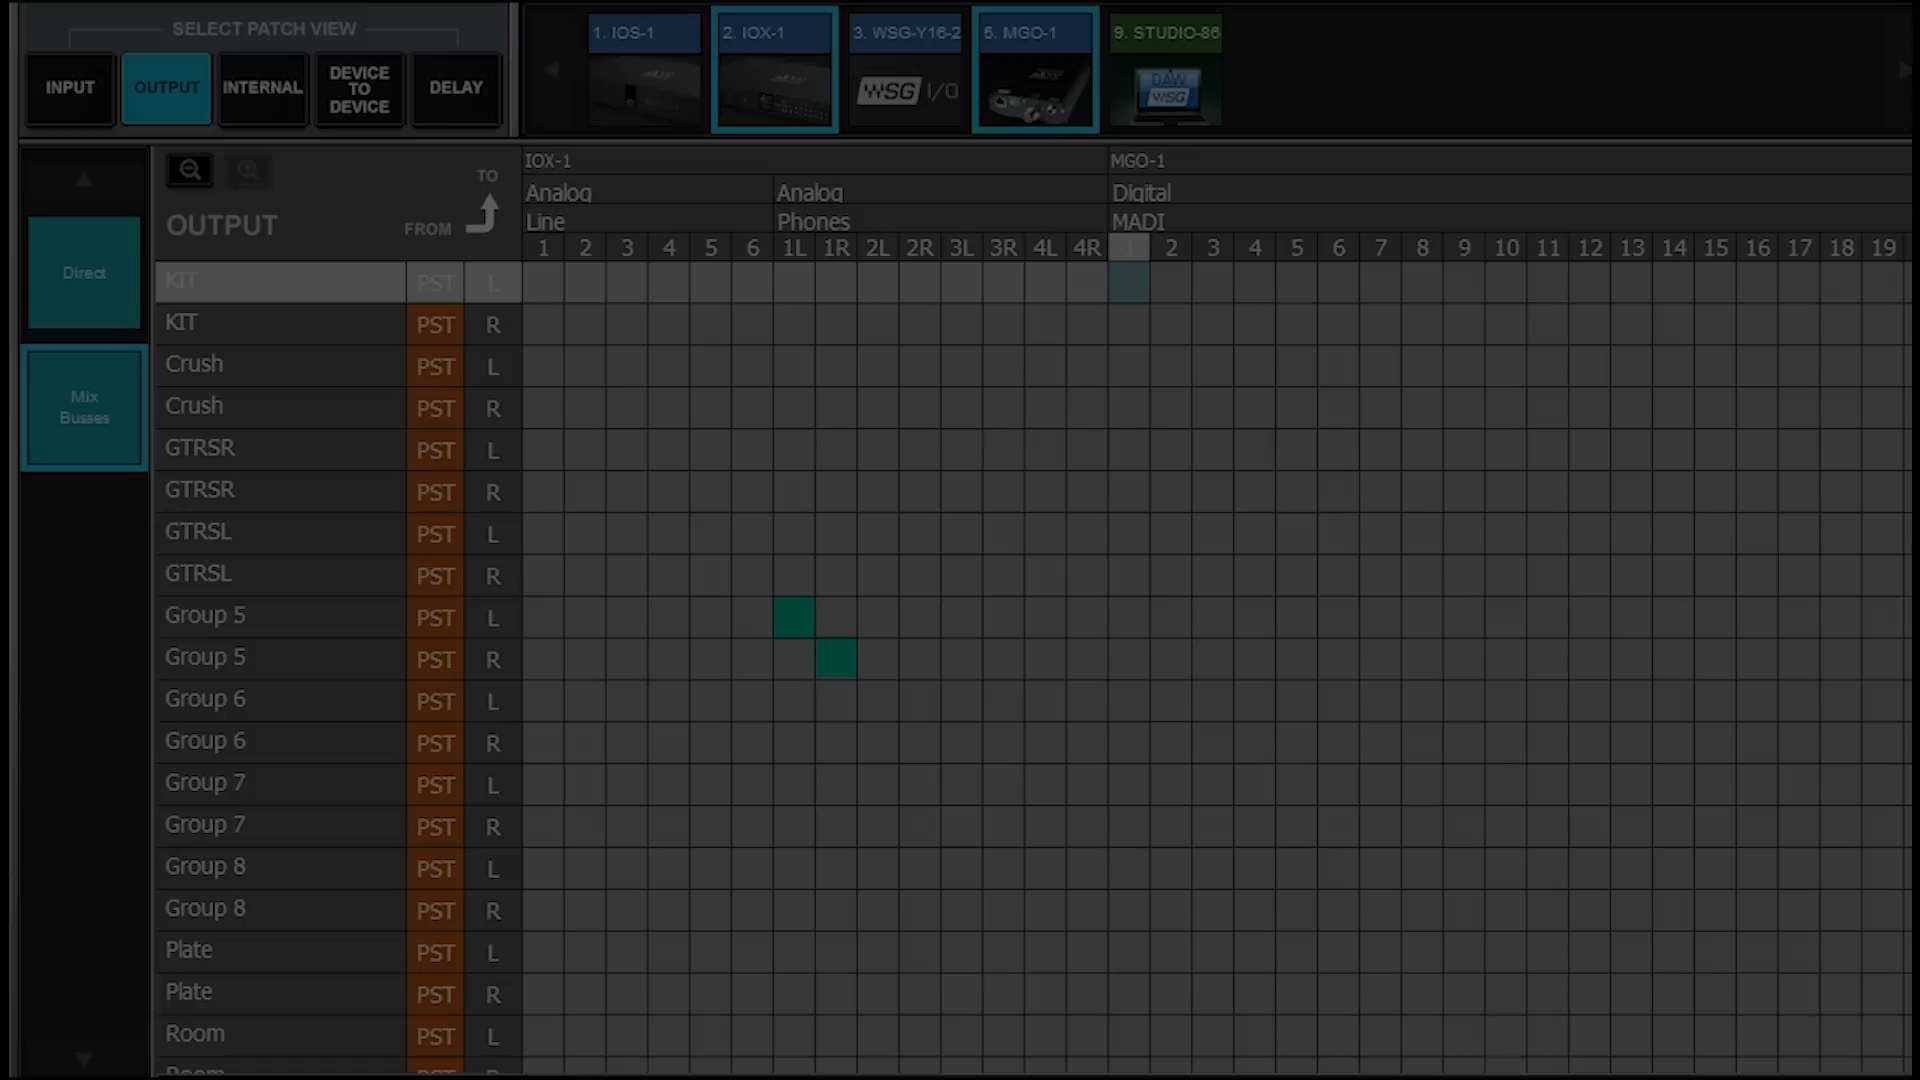 SELECT PATCH VIEW
INPUT
OUTPUT
INTERNAL
DEVICE
TO
DEVICE
DELAY
1. IOS-1
2. IOX-1
3. WSG-Y16-2
WSG I/O
9. STUDIO-86
DAW
WSG
Direct
Mix
Busses
OUTPUT
FROM
TO
IOX-1
MGO-1
Analog
Analog
Digital
Line
Phones
MADI
1 2 3 4 5 6 1L 1R 2L 2R 3L 3R 4L 4R 1 2 3 4 5 6 7 8 9 10 11 12 13 14 15 16 17 18 19
KIT PST L
KIT PST R
Crush PST L
Crush PST R
GTRSR PST L
GTRSR PST R
GTRSL PST L
GTRSL PST R
Group 5 PST L
Group 5 PST R
Group 6 PST L
Group 6 PST R
Group 7 PST L
Group 7 PST R
Group 8 PST L
Group 8 PST R
Plate PST L
Plate PST R
Room PST L